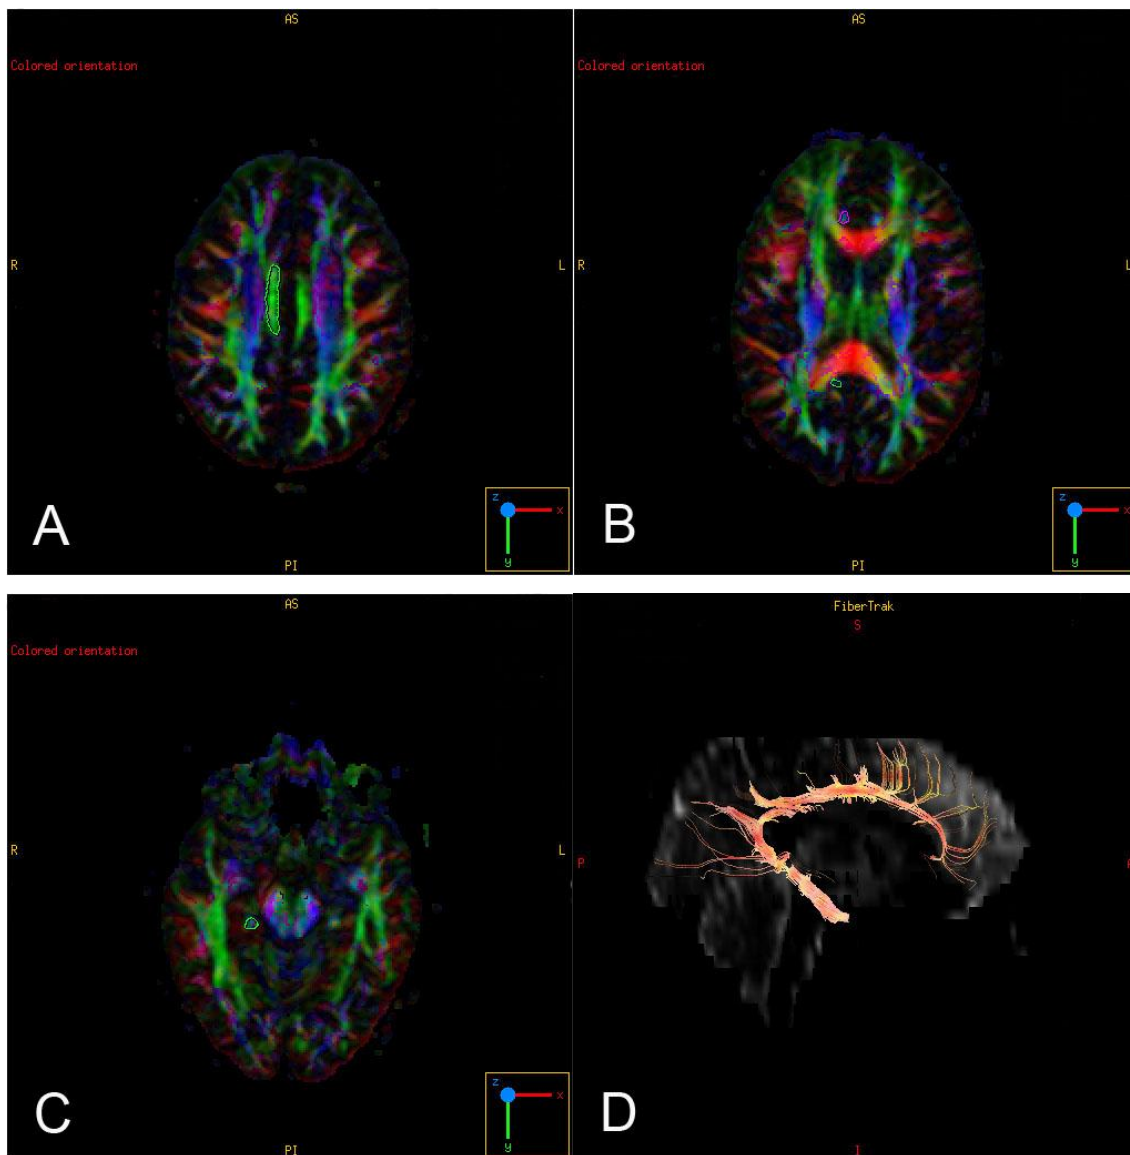 AS
Colored orientation
R
L
z
x
y
PI
A
AS
Colored orientation
R
L
z
x
y
PI
B
AS
Colored orientation
R
L
z
x
y
PI
C
FiberTrak
S
P
A
I
D